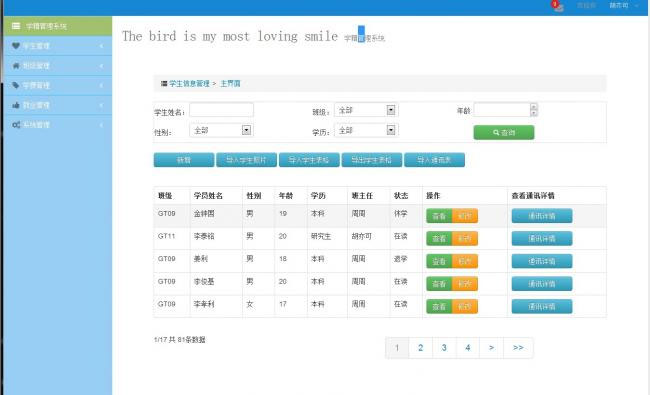 胡亦可
学籍管理系统
The bird is my most loving smile 学籍管理系统
学生管理
班级管理
学费管理
就业管理
系统管理
学生信息管理 > 主界面
学生姓名: 班级: 全部 年龄
性别: 全部 学历: 全部 查询
新增 导入学生照片 导入学生表格 导出学生表格 导入通讯表
班级 学员姓名 性别 年龄 学历 班主任 状态 操作 查看通讯详情
GT09 金钟国 男 19 本科 周周 休学 查看 修改 通讯详情
GT11 李泰铭 男 20 研究生 胡亦可 在读 查看 修改 通讯详情
GT09 姜利 男 18 本科 周周 退学 查看 修改 通讯详情
GT09 李俊基 男 20 本科 周周 在读 查看 修改 通讯详情
GT09 李孝利 女 17 本科 周周 在读 查看 修改 通讯详情
1/17 共 81条数据
1 2 3 4 > >>